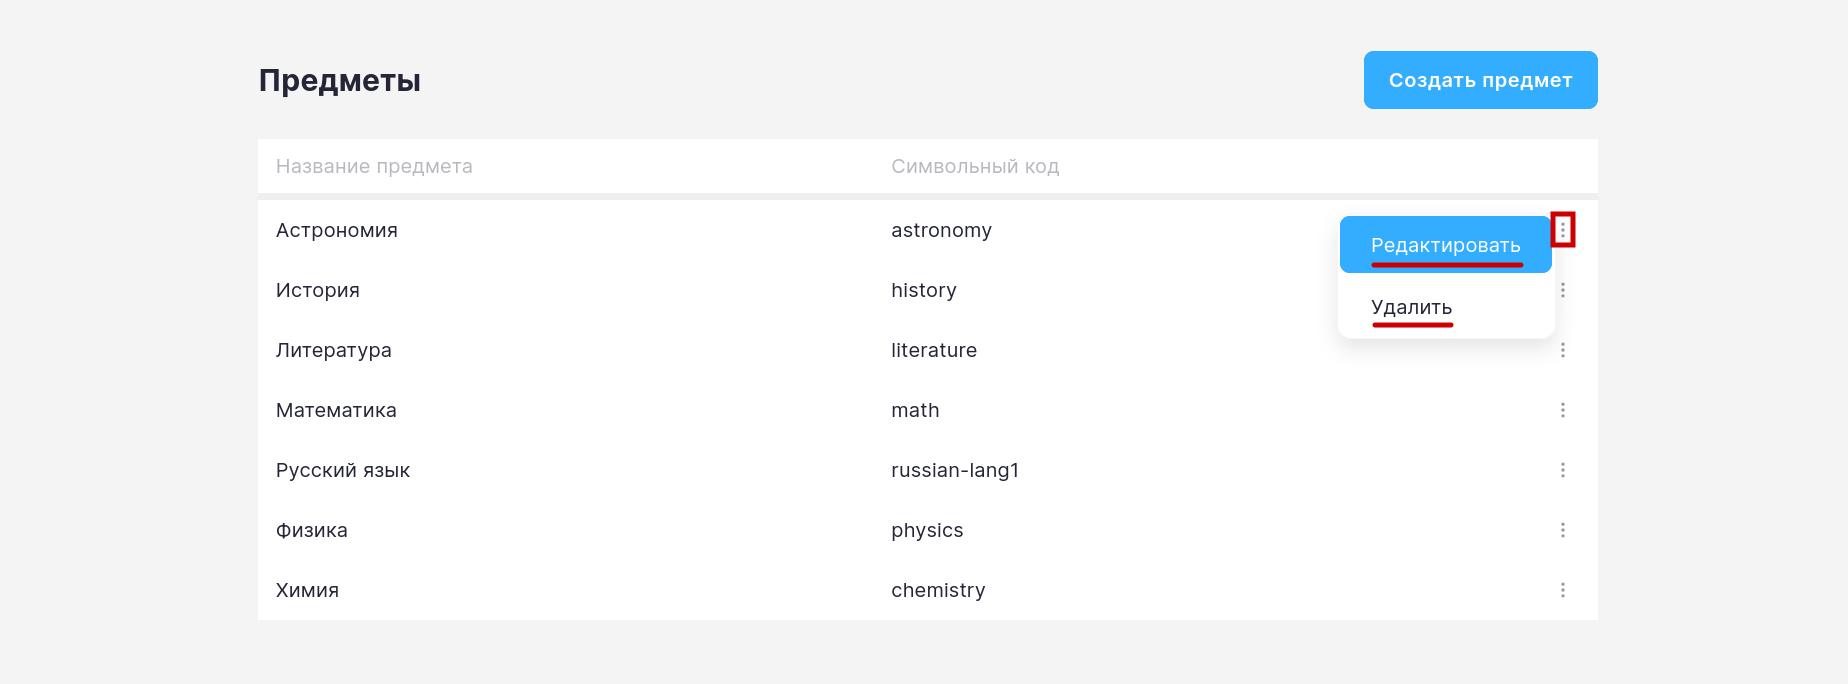 Предметы
Создать предмет
Название предмета Символьный код
Астрономия astronomy
Редактировать
История history
Удалить
Литература literature
Математика math
Русский язык russian-lang1
Физика physics
Химия chemistry